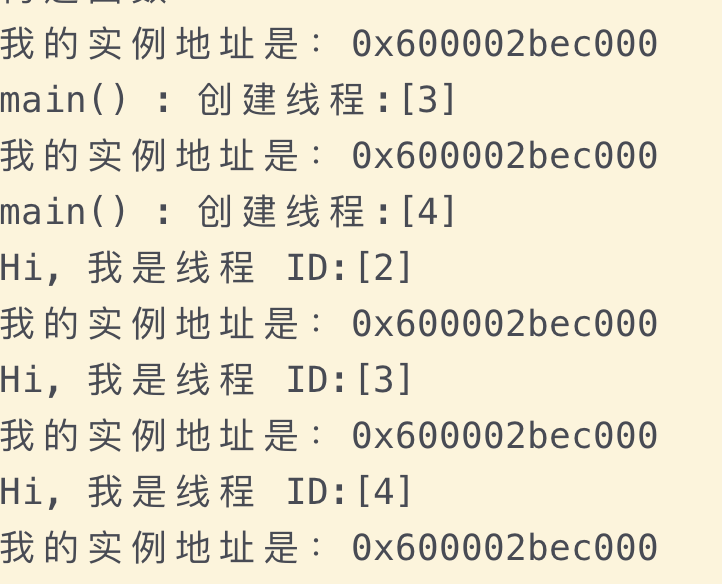 我的实例地址是: 0x600002bec000
main() : 创建线程:[3]
我的实例地址是: 0x600002bec000
main() : 创建线程:[4]
Hi, 我是线程 ID:[2]
我的实例地址是: 0x600002bec000
Hi, 我是线程 ID:[3]
我的实例地址是: 0x600002bec000
Hi, 我是线程 ID:[4]
我的实例地址是: 0x600002bec000